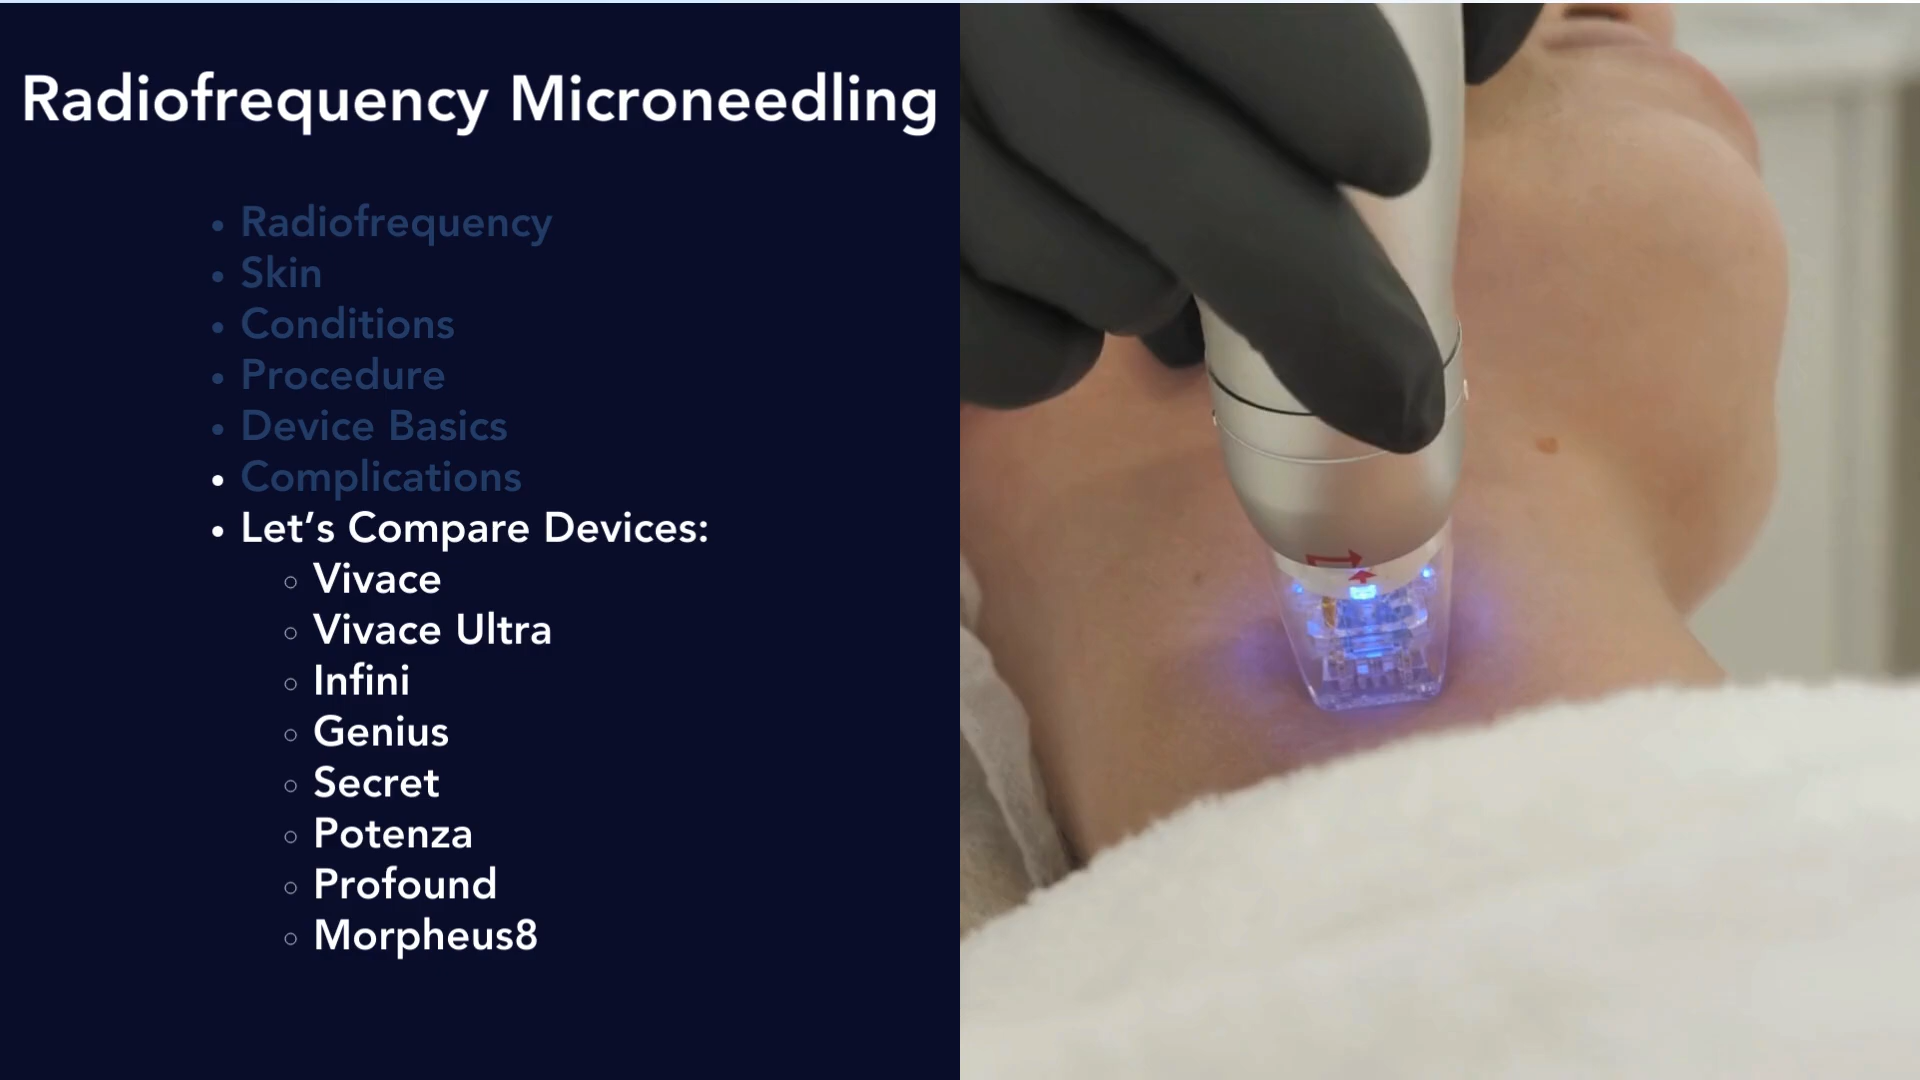 Radiofrequency Microneedling
• Radiofrequency
• Skin
• Conditions
• Procedure
• Device Basics
• Complications
• Let’s Compare Devices:
○ Vivace
○ Vivace Ultra
○ Infini
○ Genius
○ Secret
○ Potenza
○ Profound
○ Morpheus8